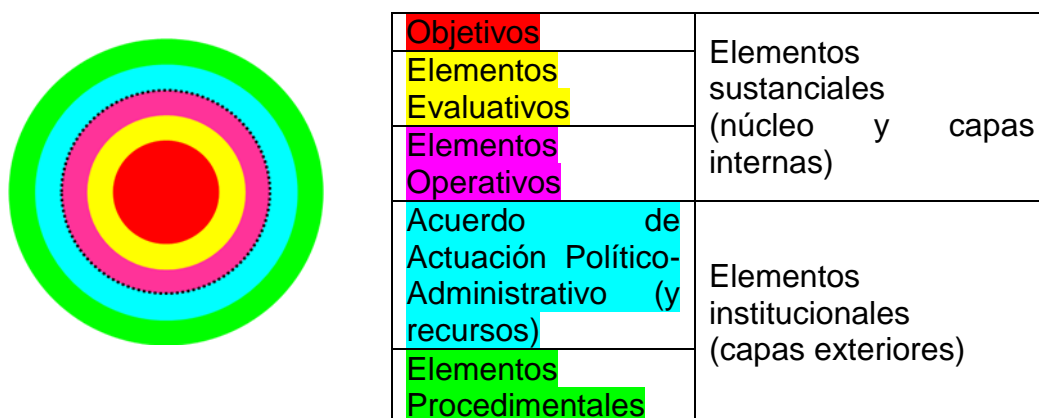 Objetivos
Elementos
Evaluativos
Elementos
Operativos
Elementos
sustanciales
(núcleo y capas
internas)
Acuerdo de
Actuación Político-
Administrativo (y
recursos)
Elementos
Procedimentales
Elementos
institucionales
(capas exteriores)